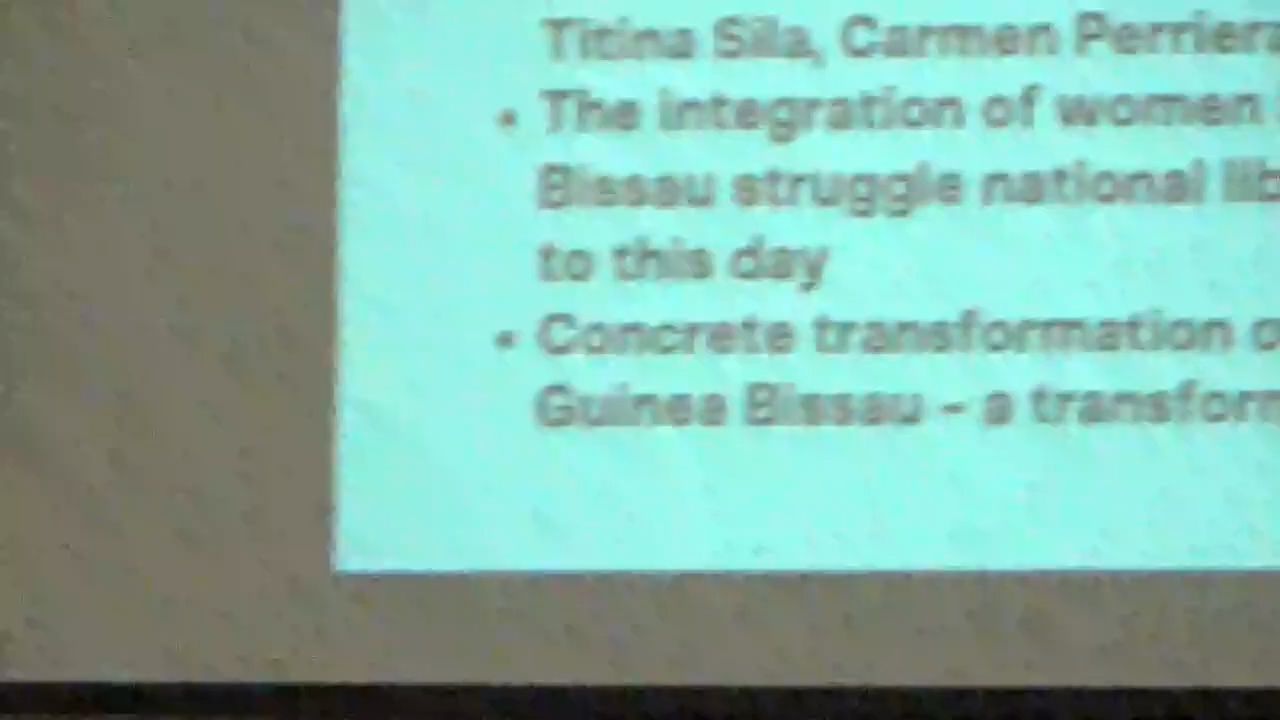 Titina Sila, Carmen Perriera
• The integration of women
Bissau struggle national lib
to this day
• Concrete transformation o
Guinea Bissau – a transform